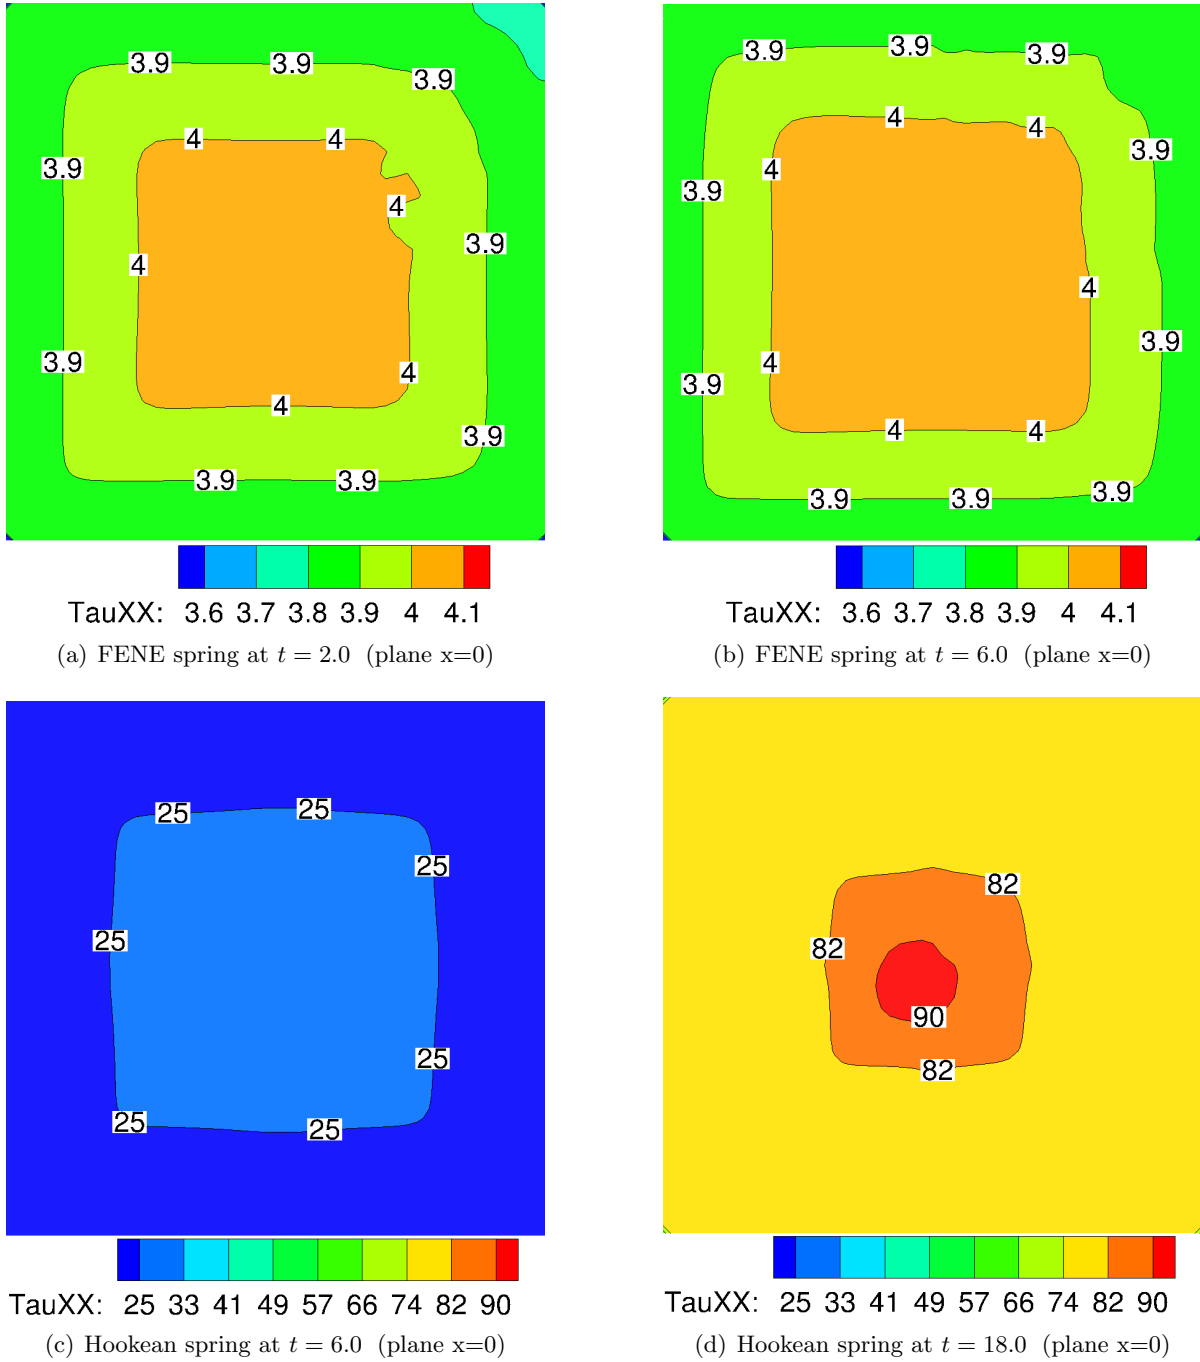 3.9 3.9 3.9
4 4
3.9
4
3.9
4
3.9 4
4
3.9
3.9 3.9
TauXX: 3.6 3.7 3.8 3.9 4 4.1
(a) FENE spring at t = 2.0 (plane x=0)
3.9 3.9 3.9
4 4
3.9
4
3.9
4
3.9
4
3.9
4 4
3.9 3.9 3.9
TauXX: 3.6 3.7 3.8 3.9 4 4.1
(b) FENE spring at t = 6.0 (plane x=0)
25 25
25
25
25
25 25
TauXX: 25 33 41 49 57 66 74 82 90
(c) Hookean spring at t = 6.0 (plane x=0)
82
82
90
82
TauXX: 25 33 41 49 57 66 74 82 90
(d) Hookean spring at t = 18.0 (plane x=0)